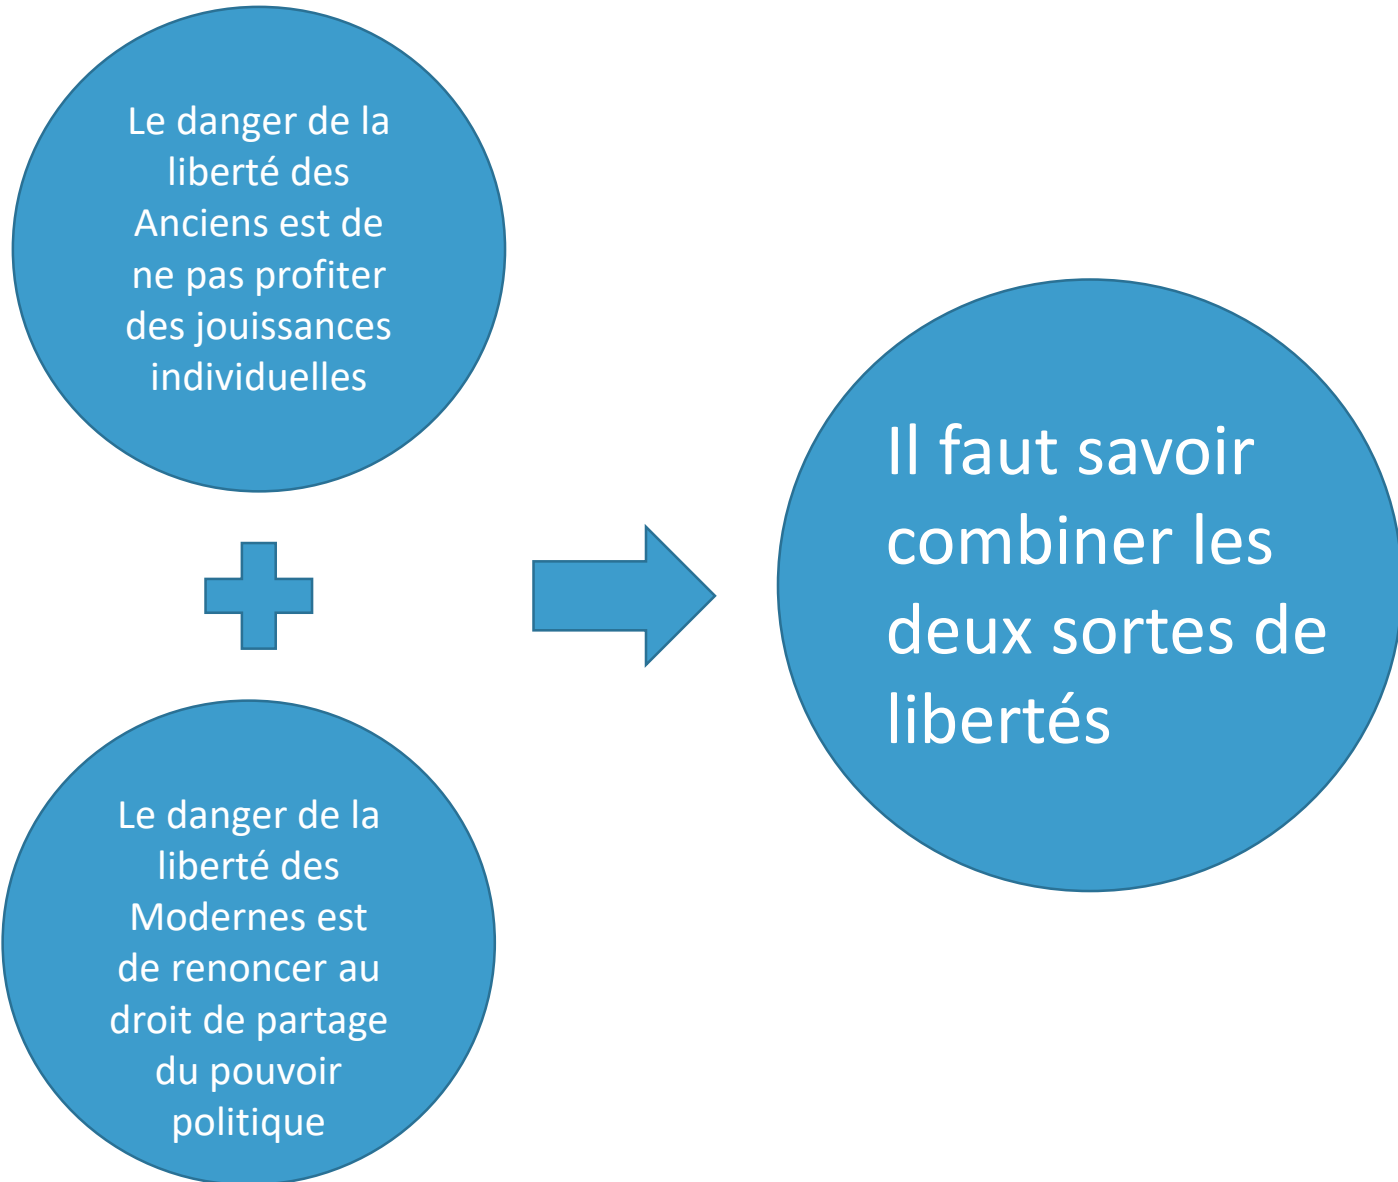 Le danger de la
liberté des
Anciens est de
ne pas profiter
des jouissances
individuelles
Le danger de la
liberté des
Modernes est
de renoncer au
droit de partage
du pouvoir
politique
Il faut savoir
combiner les
deux sortes de
libertés